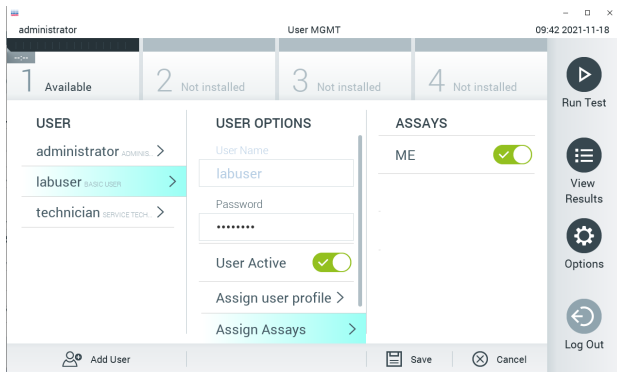 administrator
User MGMT
09:42 2021-11-18
--:--
1 Available
2 Not installed
3 Not installed
4 Not installed
USER
administrator ADMINIS... >
labuser BASIC USER >
technician SERVICE TECH... >
USER OPTIONS
User Name
labuser
Password
••••••••
User Active
Assign user profile >
Assign Assays >
ASSAYS
ME
Run Test
View
Results
Options
Log Out
Add User
Save
Cancel